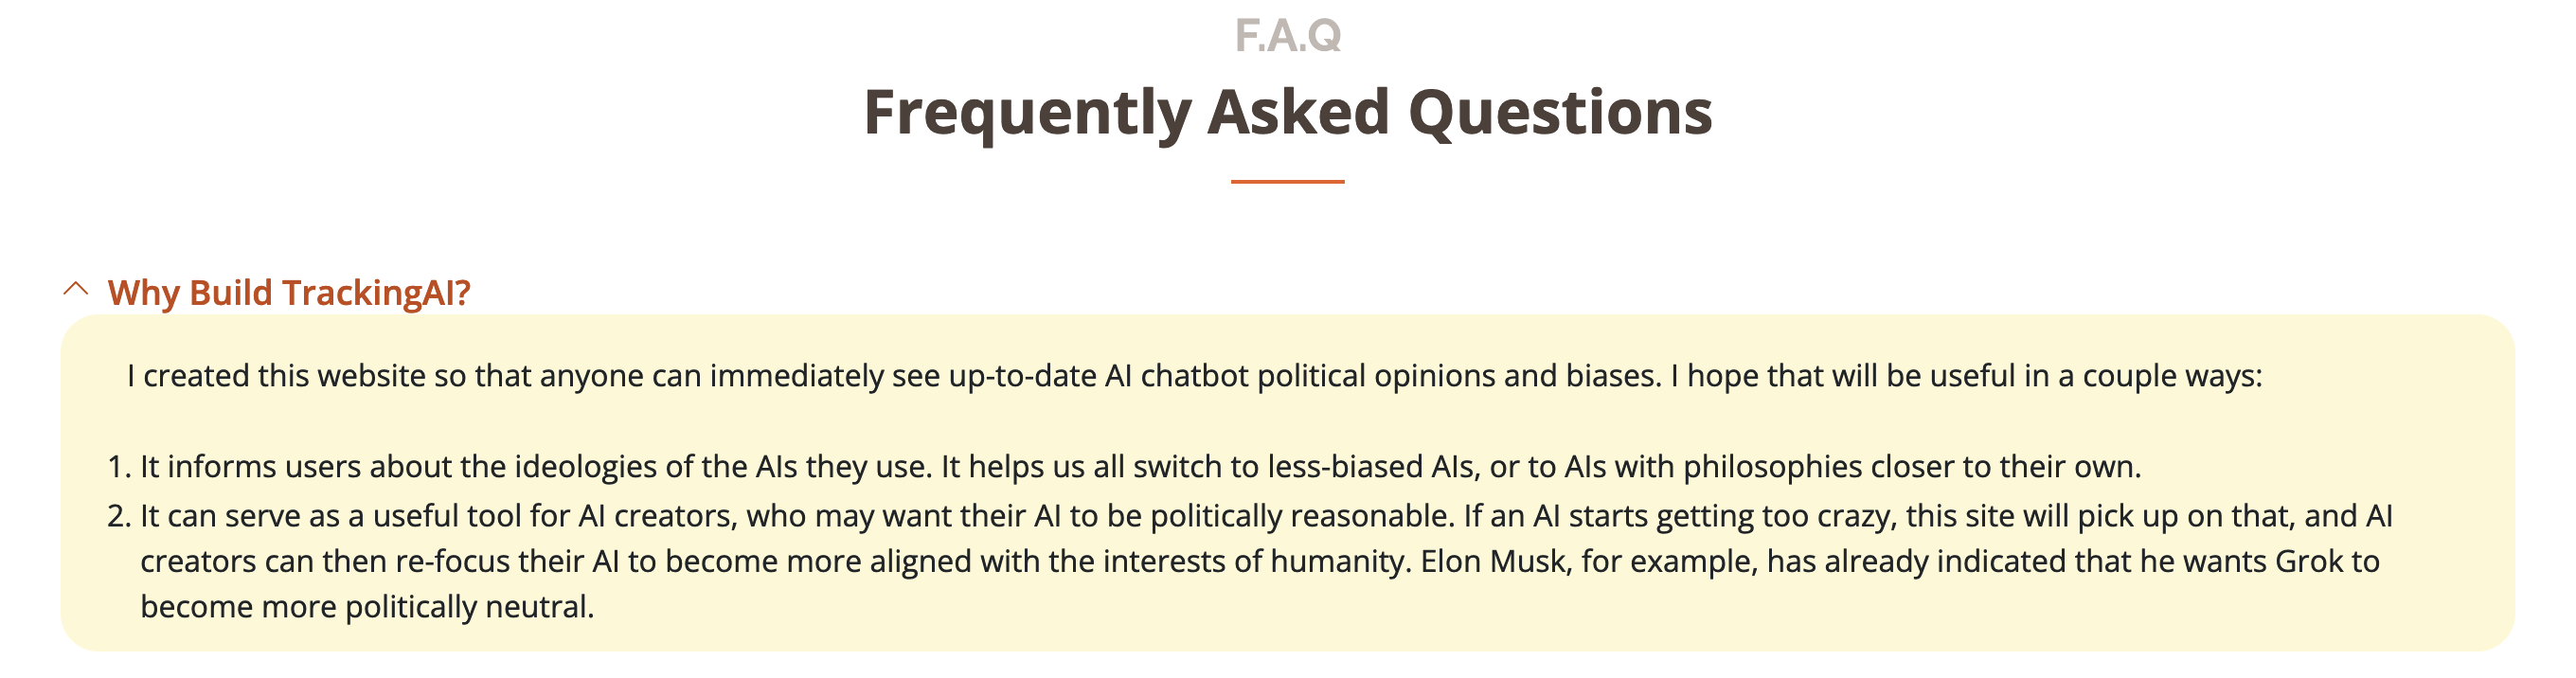 F.A.Q
Frequently Asked Questions
Why Build TrackingAI?
I created this website so that anyone can immediately see up-to-date AI chatbot political opinions and biases. I hope that will be useful in a couple ways:
1. It informs users about the ideologies of the AIs they use. It helps us all switch to less-biased AIs, or to AIs with philosophies closer to their own.
2. It can serve as a useful tool for AI creators, who may want their AI to be politically reasonable. If an AI starts getting too crazy, this site will pick up on that, and AI
creators can then re-focus their AI to become more aligned with the interests of humanity. Elon Musk, for example, has already indicated that he wants Grok to
become more politically neutral.